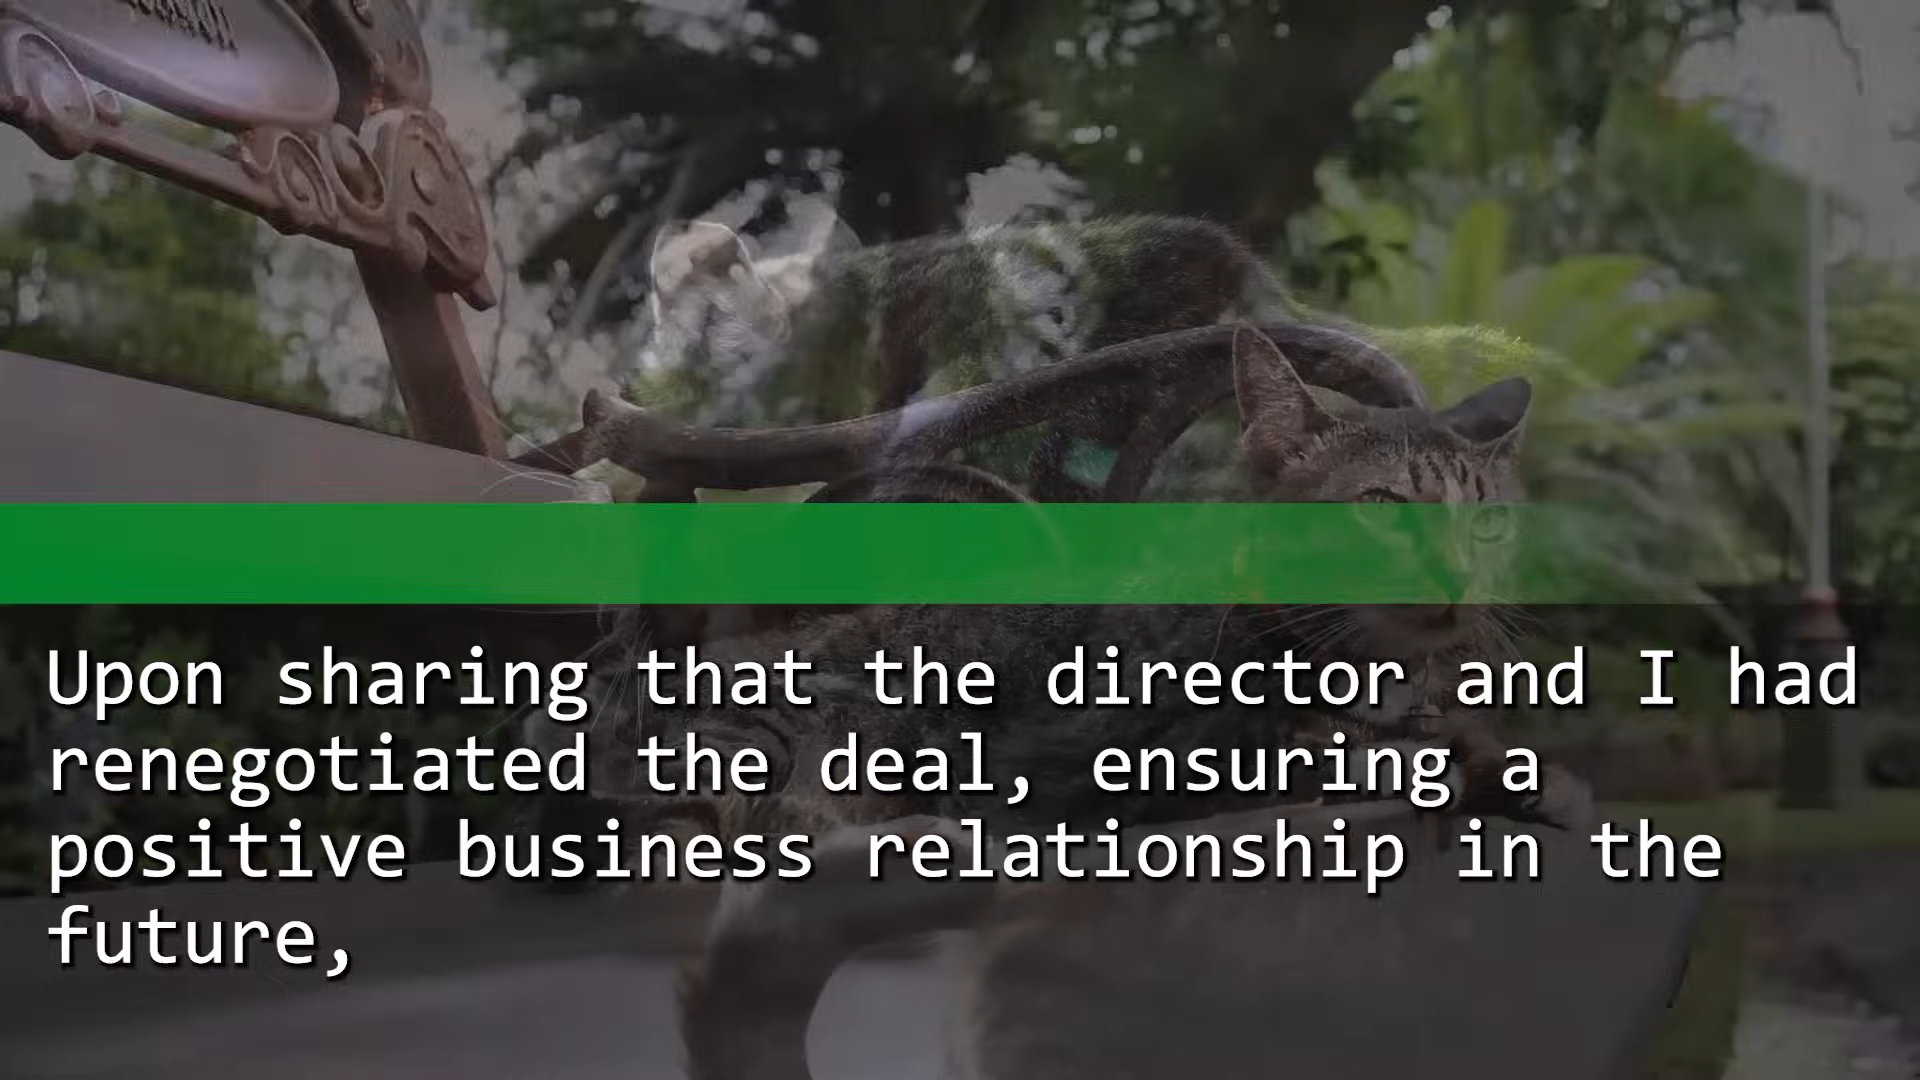 Upon sharing that the director and I had
renegotiated the deal, ensuring a
positive business relationship in the
future,